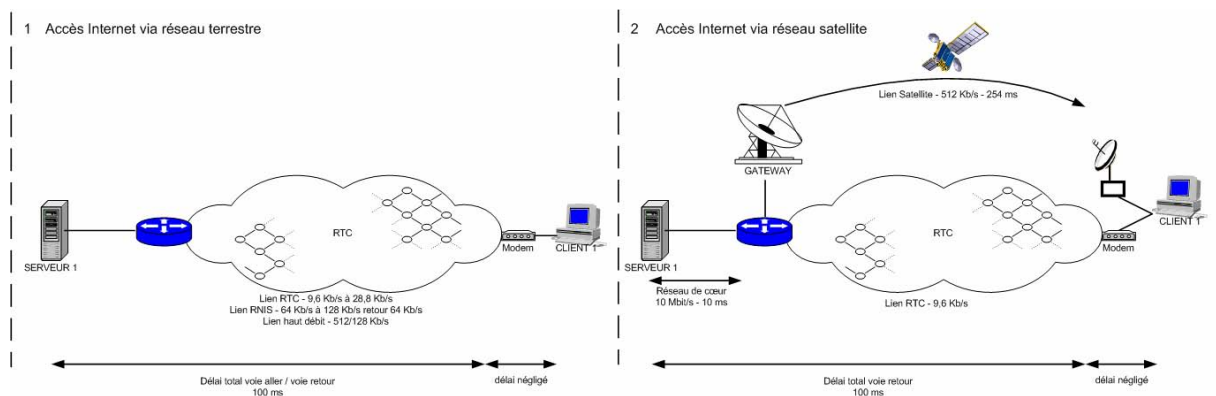 1 Accès Internet via réseau terrestre
RTC
SERVEUR 1
Modem
CLIENT 1
Lien RTC - 9,6 Kb/s à 28,8 Kb/s
Lien RNIS - 64 Kb/s à 128 Kb/s retour 64 Kb/s
Lien haut débit - 512/128 Kb/s
Délai total voie aller / voie retour
100 ms
délai négligé
2 Accès Internet via réseau satellite
Lien Satellite - 512 Kb/s - 254 ms
GATEWAY
RTC
SERVEUR 1
Modem
CLIENT 1
Réseau de cœur
10 Mbit/s - 10 ms
Lien RTC - 9,6 Kb/s
Délai total voie retour
100 ms
délai négligé